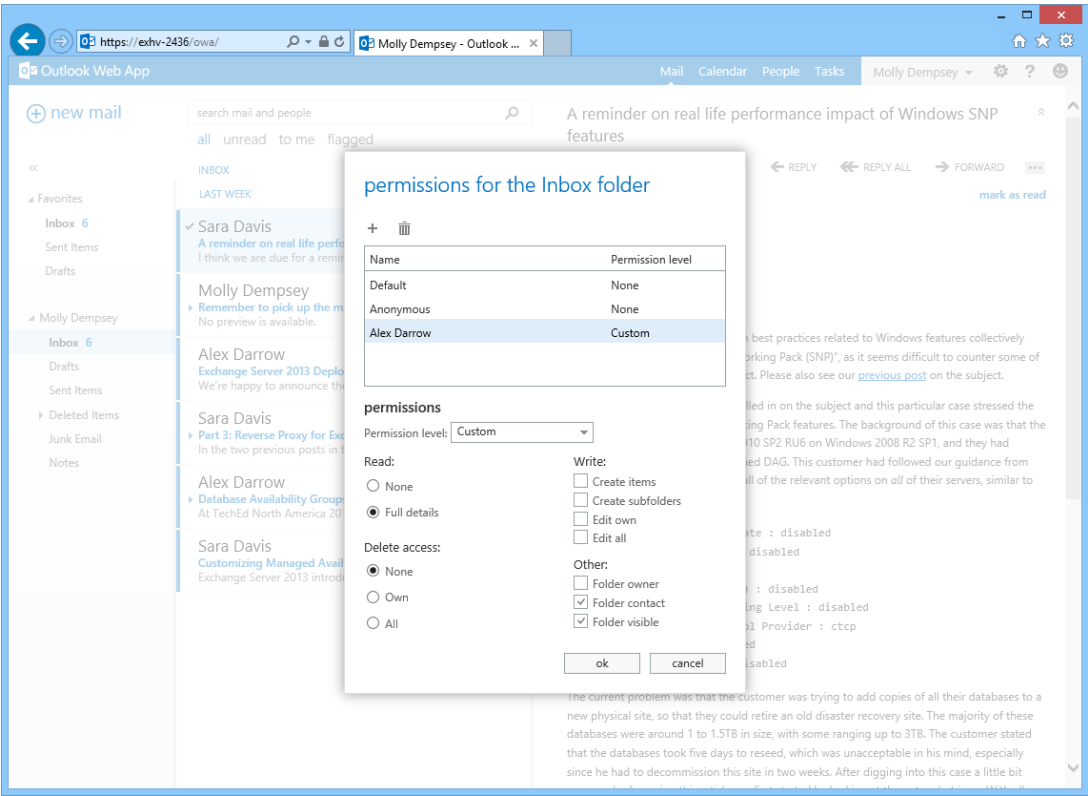 https://exhv-2436/owa/
Molly Dempsey - Outlook ...
Outlook Web App
Mail Calendar People Tasks Molly Dempsey
new mail
search mail and people
all unread to me flagged
INBOX
LAST WEEK
Favorites
Inbox 6
Sent Items
Drafts
Molly Dempsey
Inbox 6
Drafts
Sent Items
Deleted Items
Junk Email
Notes
Sara Davis
A reminder on real life perfo
I think we are due for a remir
Molly Dempsey
Remember to pick up the m
No preview is available.
Alex Darrow
Exchange Server 2013 Deplo
We're happy to announce the
Sara Davis
Part 3: Reverse Proxy for Exc
In the two previous posts in t
Alex Darrow
Database Availability Groups
At TechEd North America 201
Sara Davis
Customizing Managed Avail
Exchange Server 2013 introdu
permissions for the Inbox folder
Name Permission level
Default None
Anonymous None
Alex Darrow Custom
permissions
Permission level: Custom
Read:
None
Full details
Delete access:
None
Own
All
Write:
Create items
Create subfolders
Edit own
Edit all
Other:
Folder owner
Folder contact
Folder visible
ok cancel
A reminder on real life performance impact of Windows SNP
features
REPLY REPLY ALL FORWARD
mark as read
best practices related to Windows features collectively
orking Pack (SNP)", as it seems difficult to counter some of
ct. Please also see our previous post on the subject.
lled in on the subject and this particular case stressed the
king Pack features. The background of this case was that the
010 SP2 RU6 on Windows 2008 R2 SP1, and they had
ned DAG. This customer had followed our guidance from
ll of the relevant options on all of their servers, similar to
ate : disabled
disabled
) : disabled
ing Level : disabled
ol Provider : ctcp
ed
isabled
The current problem was that the customer was trying to add copies of all their databases to a
new physical site, so that they could retire an old disaster recovery site. The majority of these
databases were around 1 to 1.5TB in size, with some ranging up to 3TB. The customer stated
that the databases took five days to reseed, which was unacceptable in his mind, especially
since he had to decommission this site in two weeks. After digging into this case a little bit